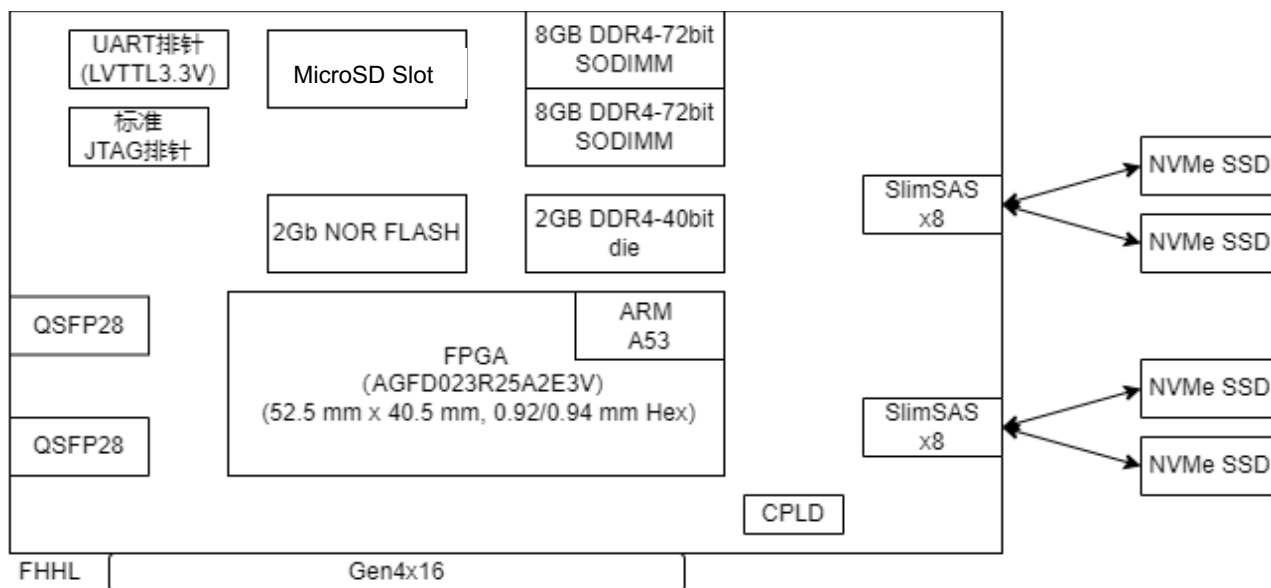 UART排针
(LVTTL3.3V)
MicroSD Slot
8GB DDR4-72bit
SODIMM
标准
JTAG排针
8GB DDR4-72bit
SODIMM
NVMe SSD
SlimSAS
x8
2Gb NOR FLASH
2GB DDR4-40bit
die
NVMe SSD
QSFP28
ARM
A53
FPGA
(AGFD023R25A2E3V)
(52.5 mm x 40.5 mm, 0.92/0.94 mm Hex)
NVMe SSD
SlimSAS
x8
QSFP28
NVMe SSD
CPLD
FHHL
Gen4x16